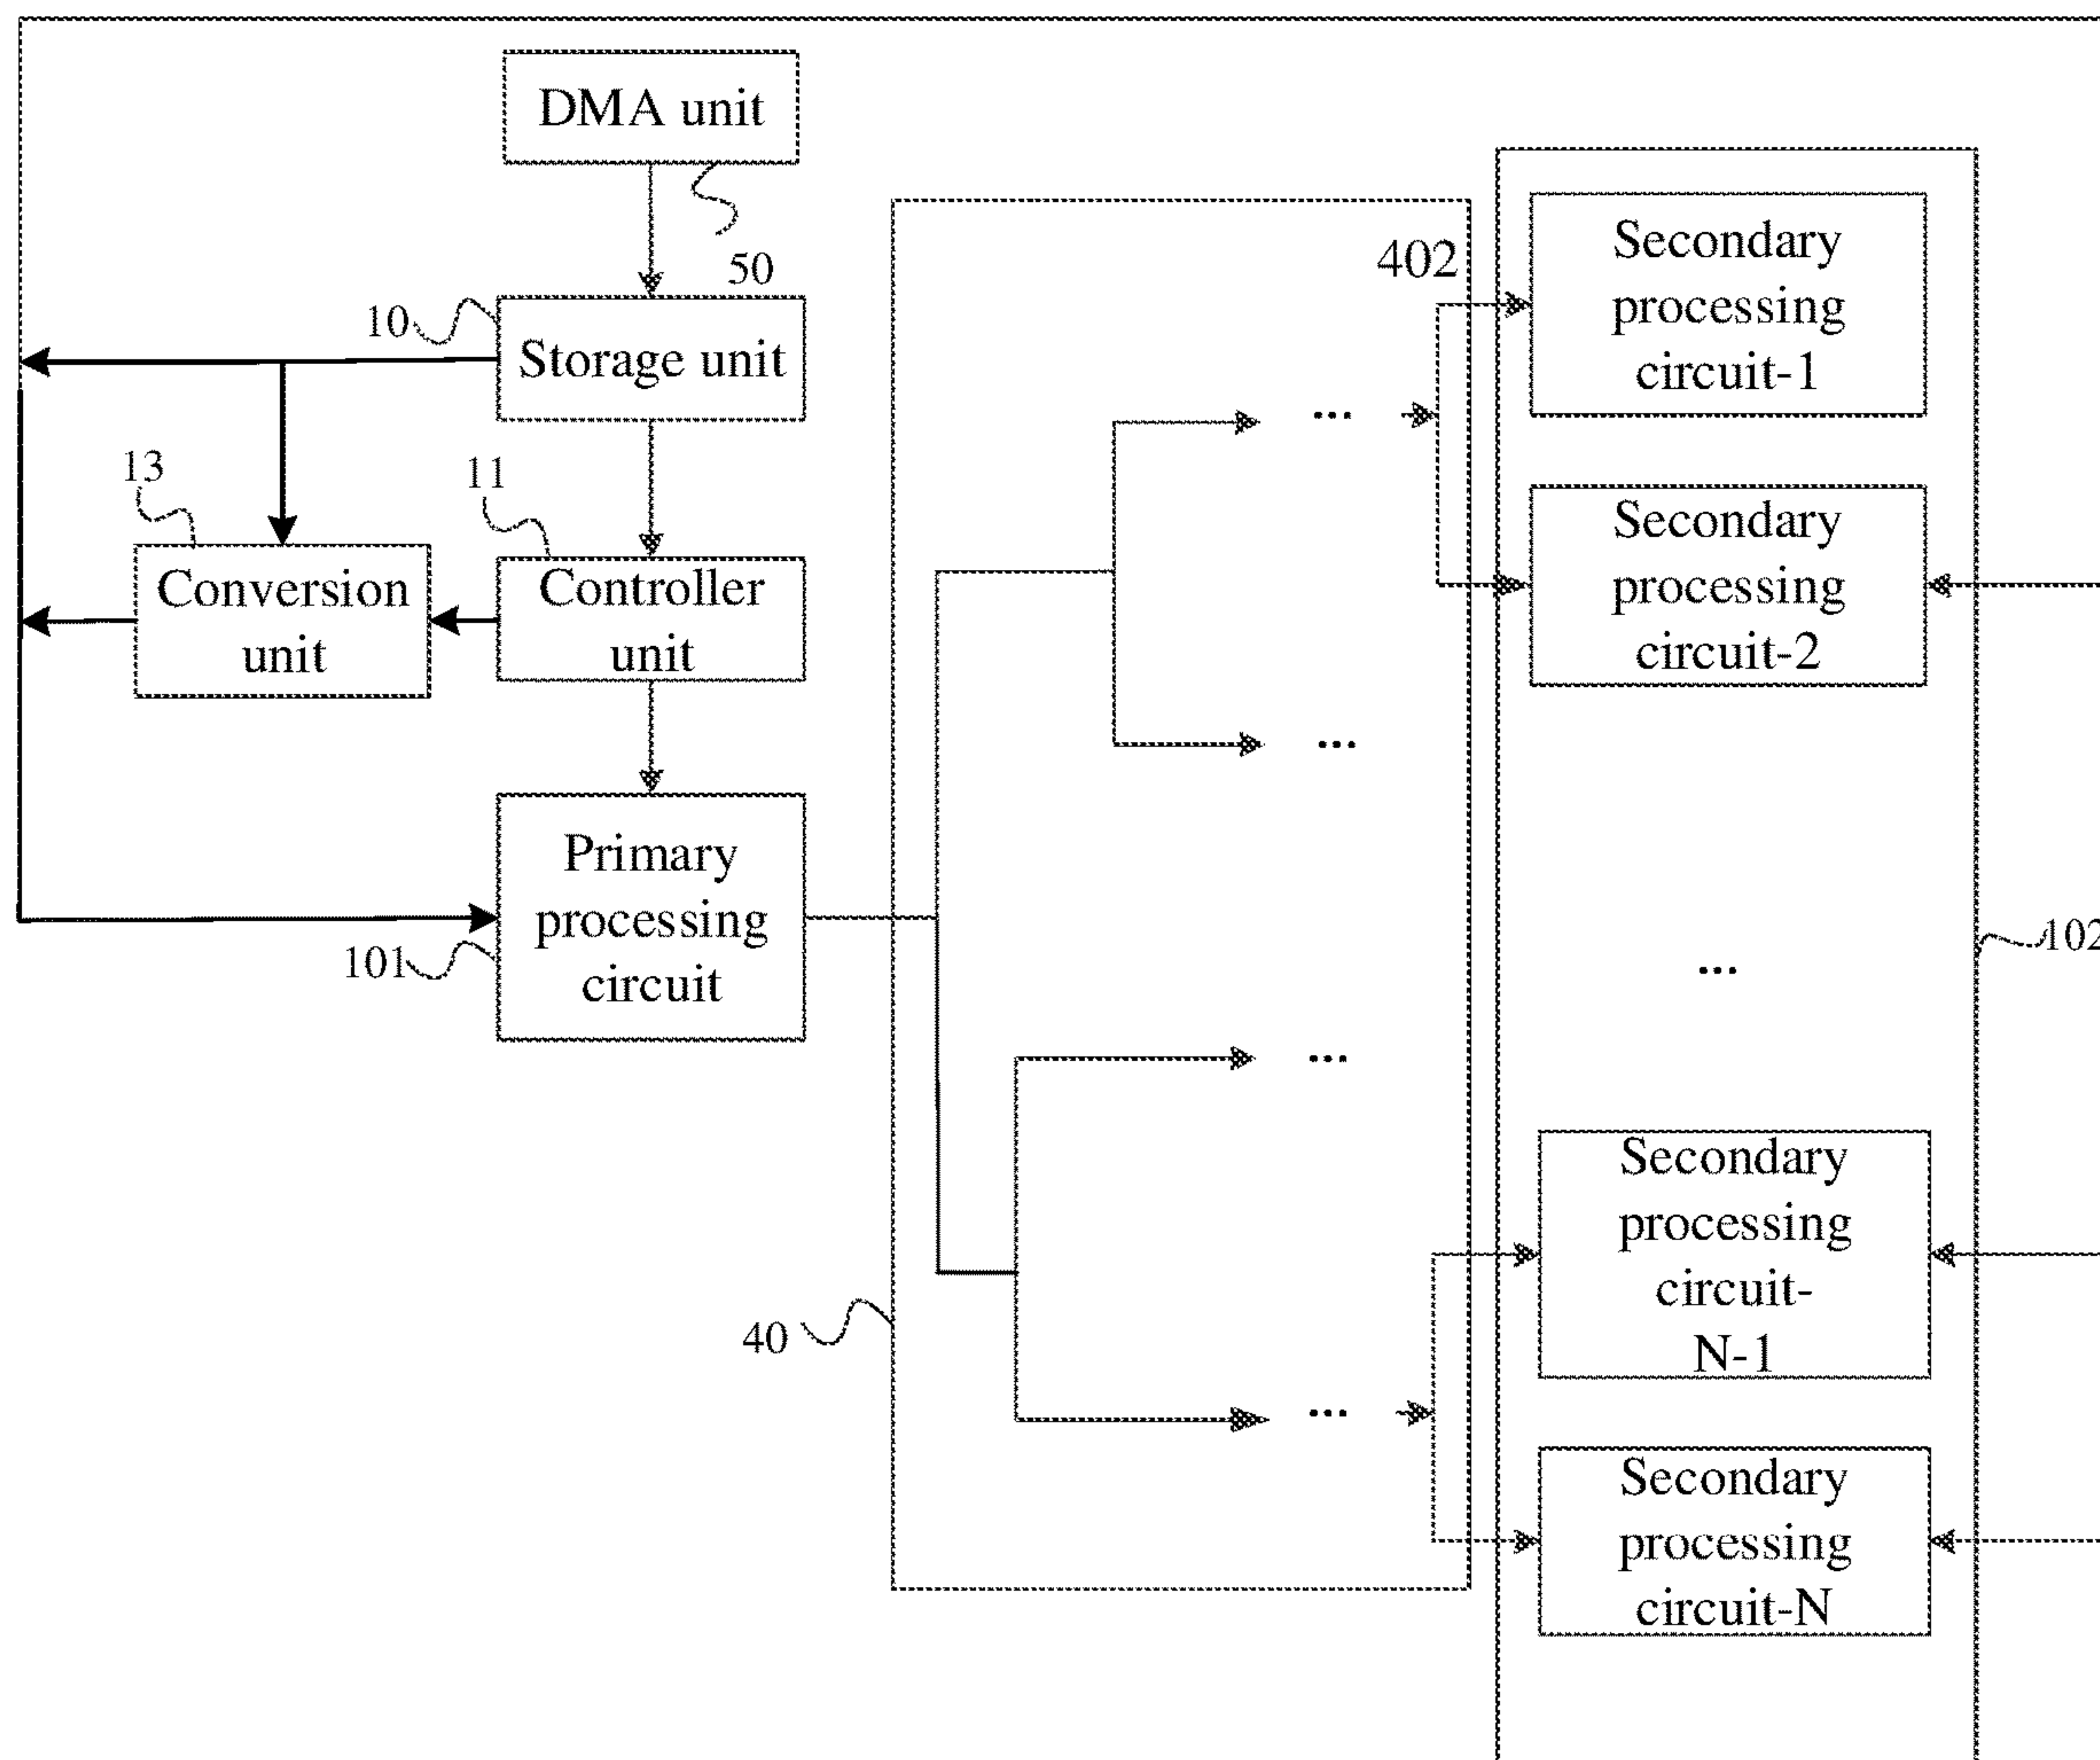 DMA unit
50
10
Storage unit
13
11
Conversion
unit
Controller
unit
Primary
processing
circuit
101
40
402
...
...
...
...
Secondary
processing
circuit-1
Secondary
processing
circuit-2
...
102
Secondary
processing
circuit-
N-1
Secondary
processing
circuit-N